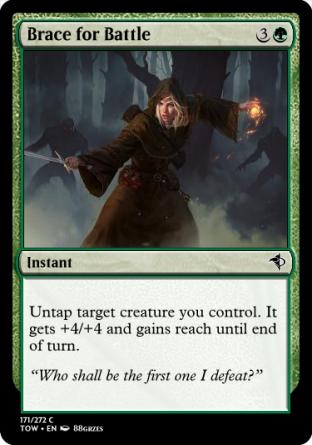 Brace for Battle 3
Instant
Untap target creature you control. It
gets +4/+4 and gains reach until end
of turn.
"Who shall be the first one I defeat?"
171/272 C
TOW • EN 88GRZES